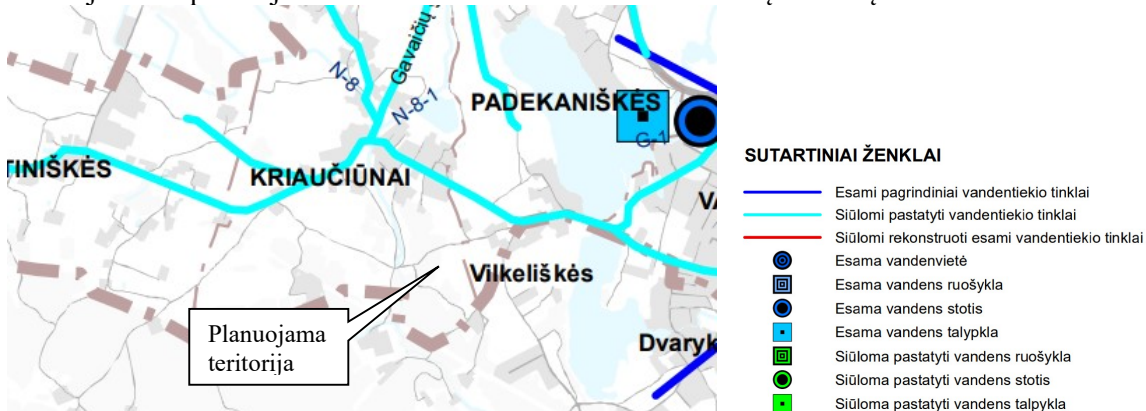 Gavaičių
N-8
N-8-1
PADEKANIŠKĖS
G-1
TINIŠKĖS
KRIAUČIŪNAI
VA
Vilkeliškės
Planuojama
teritorija
Dvaryk
SUTARTINIAI ŽENKLAI
Esami pagrindiniai vandentiekio tinklai
Siūlomi pastatyti vandentiekio tinklai
Siūlomi rekonstruoti esami vandentiekio tinklai
Esama vandenvietė
Esama vandens ruošykla
Esama vandens stotis
Esama vandens talpykla
Siūloma pastatyti vandens ruošykla
Siūloma pastatyti vandens stotis
Siūloma pastatyti vandens talpykla